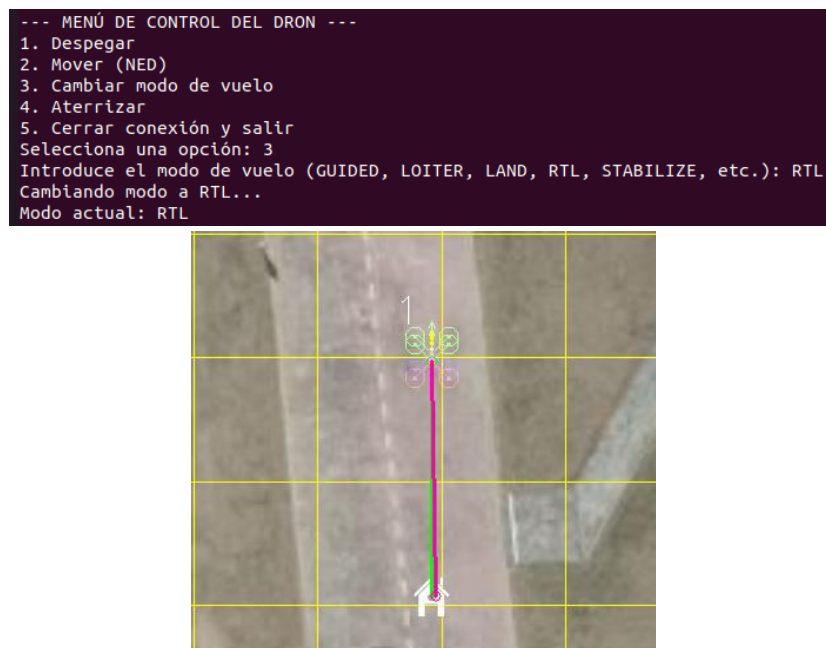 --- MENÚ DE CONTROL DEL DRON ---
1. Despegar
2. Mover (NED)
3. Cambiar modo de vuelo
4. Aterrizar
5. Cerrar conexión y salir
Selecciona una opción: 3
Introduce el modo de vuelo (GUIDED, LOITER, LAND, RTL, STABILIZE, etc.): RTL
Cambiando modo a RTL...
Modo actual: RTL
1
H